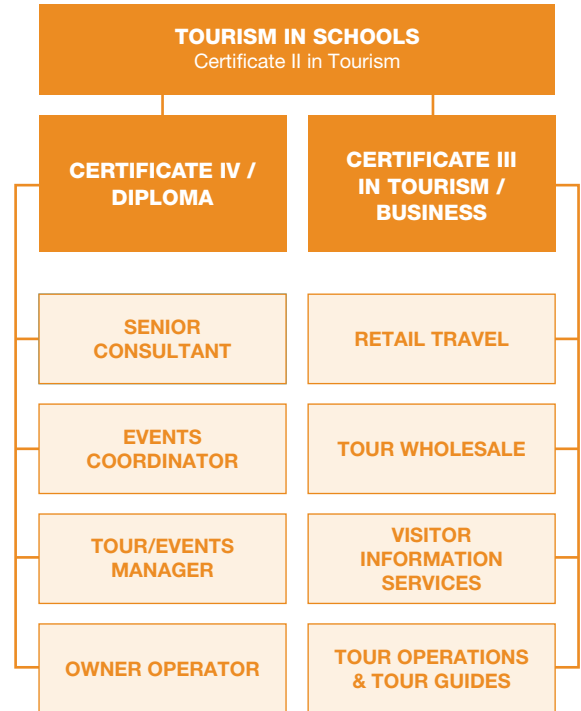 TOURISM IN SCHOOLS
Certificate II in Tourism
CERTIFICATE IV /
DIPLOMA
CERTIFICATE III
IN TOURISM /
BUSINESS
SENIOR
CONSULTANT
RETAIL TRAVEL
EVENTS
COORDINATOR
TOUR WHOLESALE
TOUR/EVENTS
MANAGER
VISITOR
INFORMATION
SERVICES
OWNER OPERATOR
TOUR OPERATIONS
& TOUR GUIDES